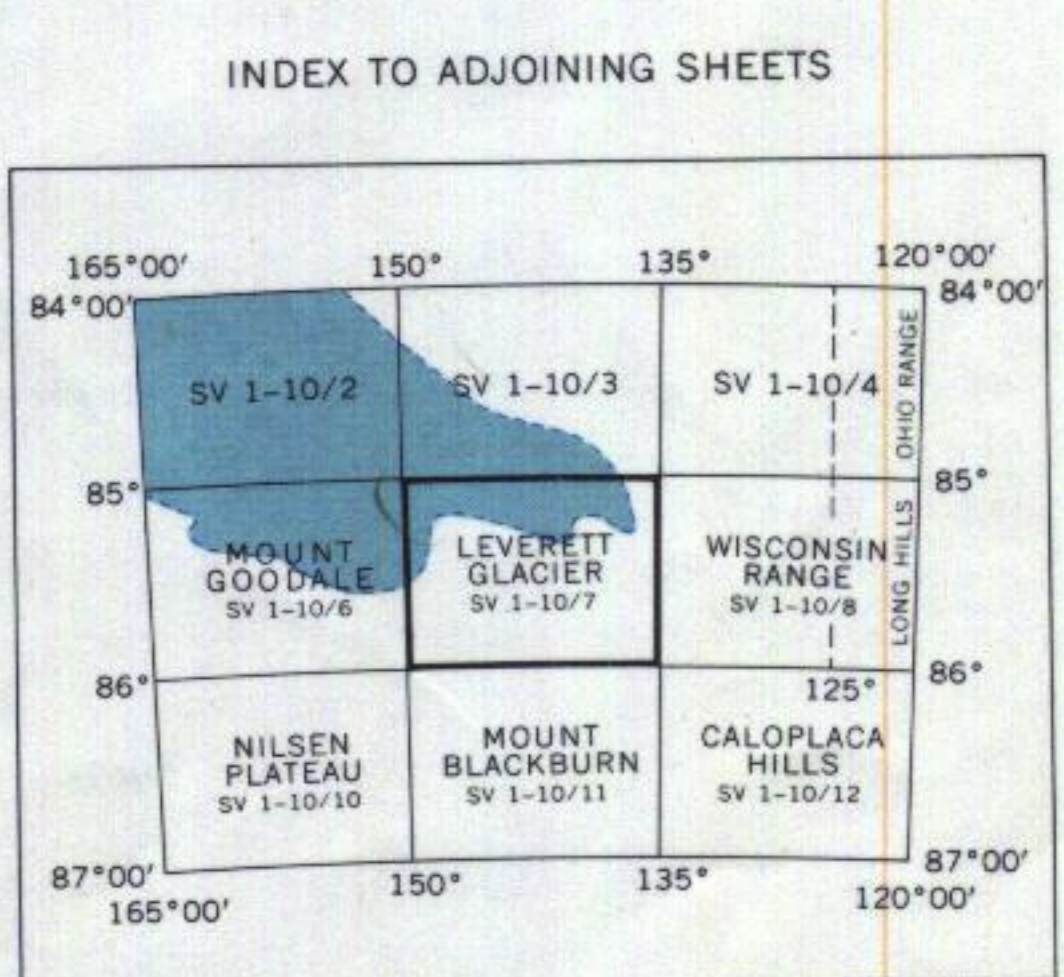 INDEX TO ADJOINING SHEETS
165°00′ 150° 135° 120°00′
84°00′ 84°00′
SV 1-10/2 SV 1-10/3 SV 1-10/4
OHIO RANGE
85° 85°
MOUNT
GOODALE
SV 1-10/6
LEVERETT
GLACIER
SV 1-10/7
WISCONSIN
RANGE
SV 1-10/8
LONG HILLS
86° 86°
125°
NILSEN
PLATEAU
SV 1-10/10
MOUNT
BLACKBURN
SV 1-10/11
CALOPLACA
HILLS
SV 1-10/12
87°00′ 87°00′
165°00′ 150° 135° 120°00′